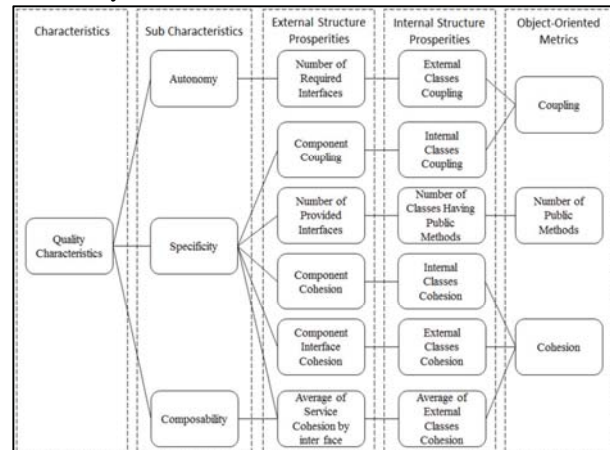 Characteristics
Sub Characteristics
External Structure
Prosperities
Internal Structure
Prosperities
Object-Oriented
Metrics
Autonomy
Number of
Required
Interfaces
External
Classes
Coupling
Coupling
Component
Coupling
Internal
Classes
Coupling
Quality
Characteristics
Specificity
Number of
Provided
Interfaces
Number of
Classes Having
Public
Methods
Number of
Public
Methods
Component
Cohesion
Internal
Classes
Cohesion
Component
Interface
Cohesion
External
Classes
Cohesion
Cohesion
Composability
Average of
Service
Cohesion by
inter face
Average of
External
Classes
Cohesion